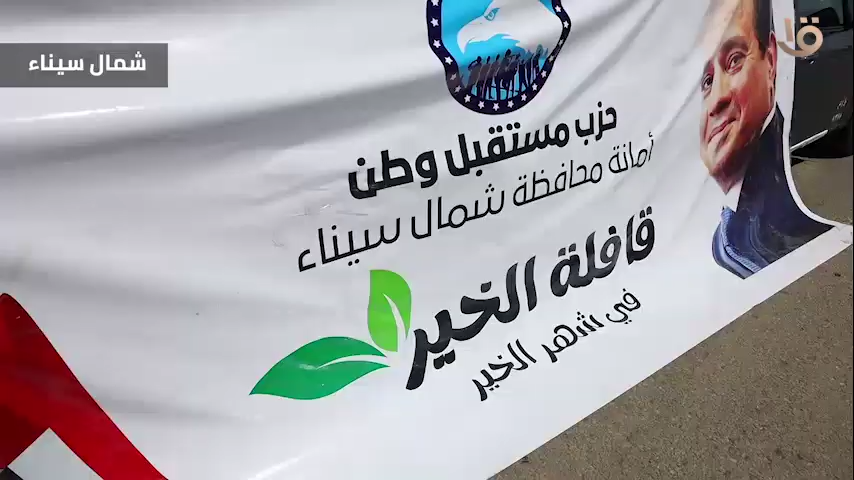 شمال سيناء
حزب مستقبل وطن
أمانة محافظة شمال سيناء
قافلة الخير
في شهر الخير